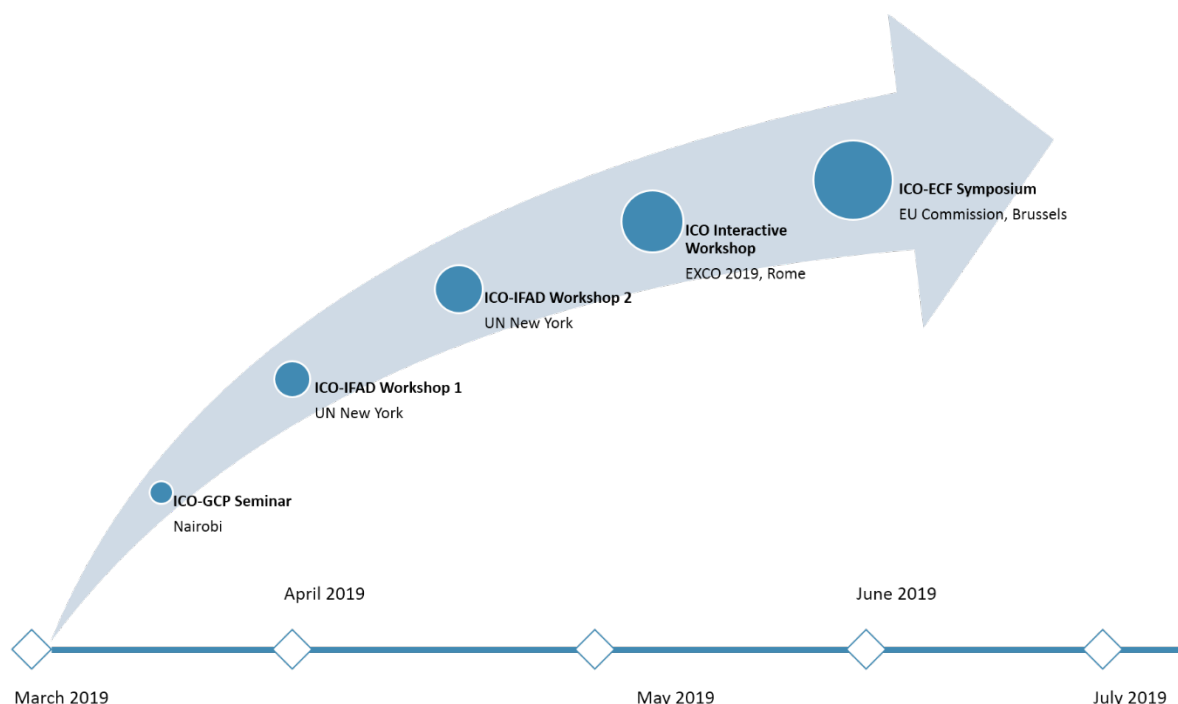 ICO-ECF Symposium
EU Commission, Brussels
ICO Interactive
Workshop
EXCO 2019, Rome
ICO-IFAD Workshop 2
UN New York
ICO-IFAD Workshop 1
UN New York
ICO-GCP Seminar
Nairobi
April 2019
June 2019
March 2019
May 2019
July 2019